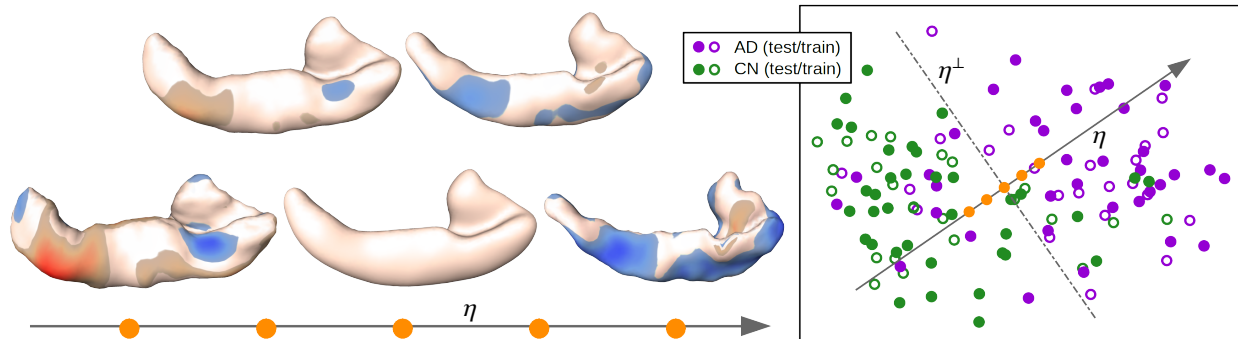 AD (test/train)
CN (test/train)
η⊥
η
η